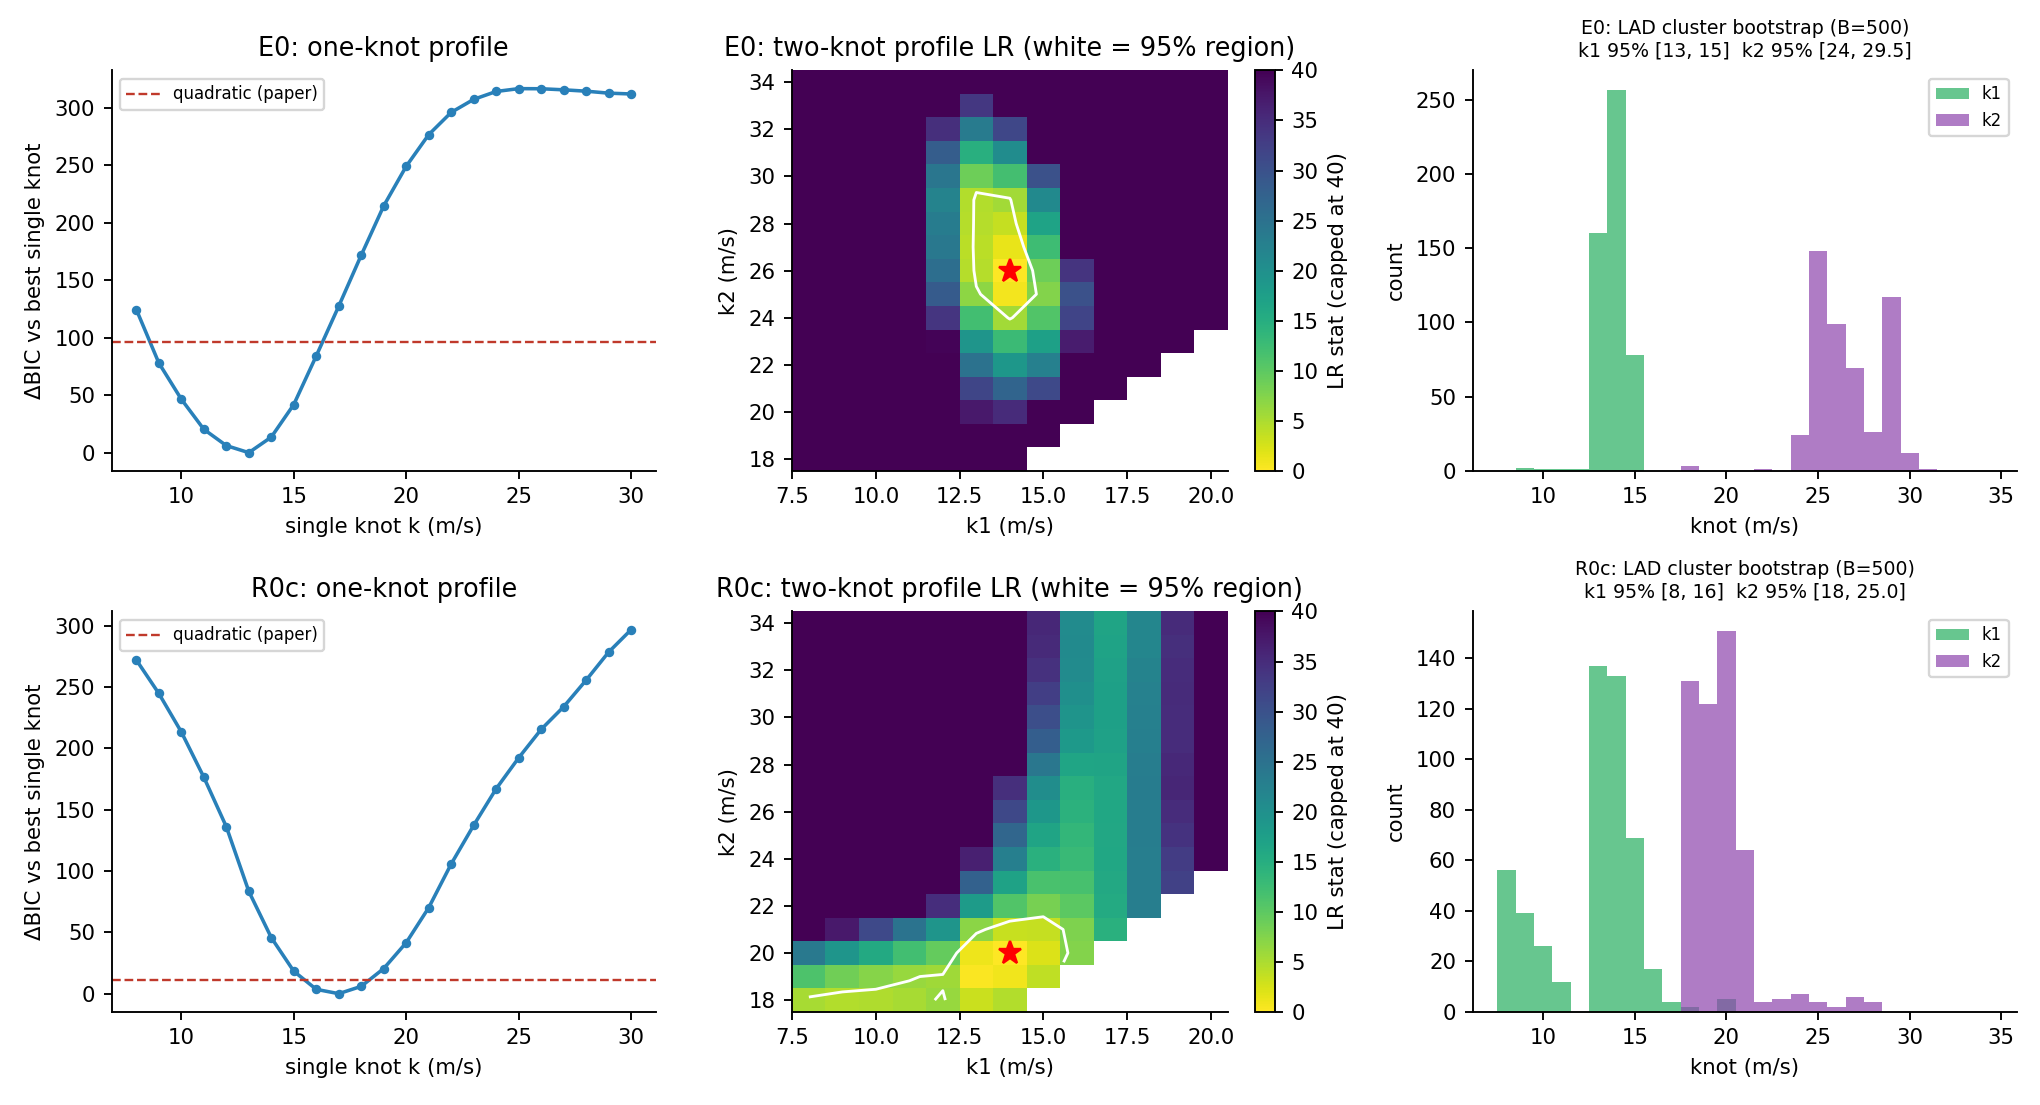 E0: one-knot profile
ΔBIC vs best single knot
300
250
200
150
100
50
0
quadratic (paper)
10 15 20 25 30
single knot k (m/s)
E0: two-knot profile LR (white = 95% region)
k2 (m/s)
34
32
30
28
26
24
22
20
18
7.5 10.0 12.5 15.0 17.5 20.0
k1 (m/s)
40
35
30
25
20
15
10
5
0
LR stat (capped at 40)
E0: LAD cluster bootstrap (B=500)
k1 95% [13, 15]  k2 95% [24, 29.5]
count
250
200
150
100
50
0
k1
k2
10 15 20 25 30 35
knot (m/s)
R0c: one-knot profile
ΔBIC vs best single knot
300
250
200
150
100
50
0
quadratic (paper)
10 15 20 25 30
single knot k (m/s)
R0c: two-knot profile LR (white = 95% region)
k2 (m/s)
34
32
30
28
26
24
22
20
18
7.5 10.0 12.5 15.0 17.5 20.0
k1 (m/s)
40
35
30
25
20
15
10
5
0
LR stat (capped at 40)
R0c: LAD cluster bootstrap (B=500)
k1 95% [8, 16]  k2 95% [18, 25.0]
count
140
120
100
80
60
40
20
0
k1
k2
10 15 20 25 30 35
knot (m/s)